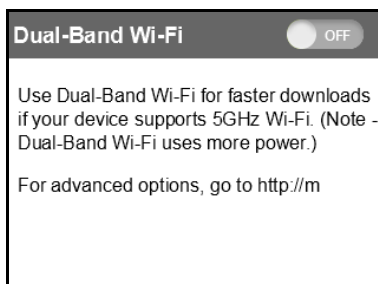 Dual-Band Wi-Fi OFF
Use Dual-Band Wi-Fi for faster downloads
if your device supports 5GHz Wi-Fi. (Note -
Dual-Band Wi-Fi uses more power.)
For advanced options, go to http://m